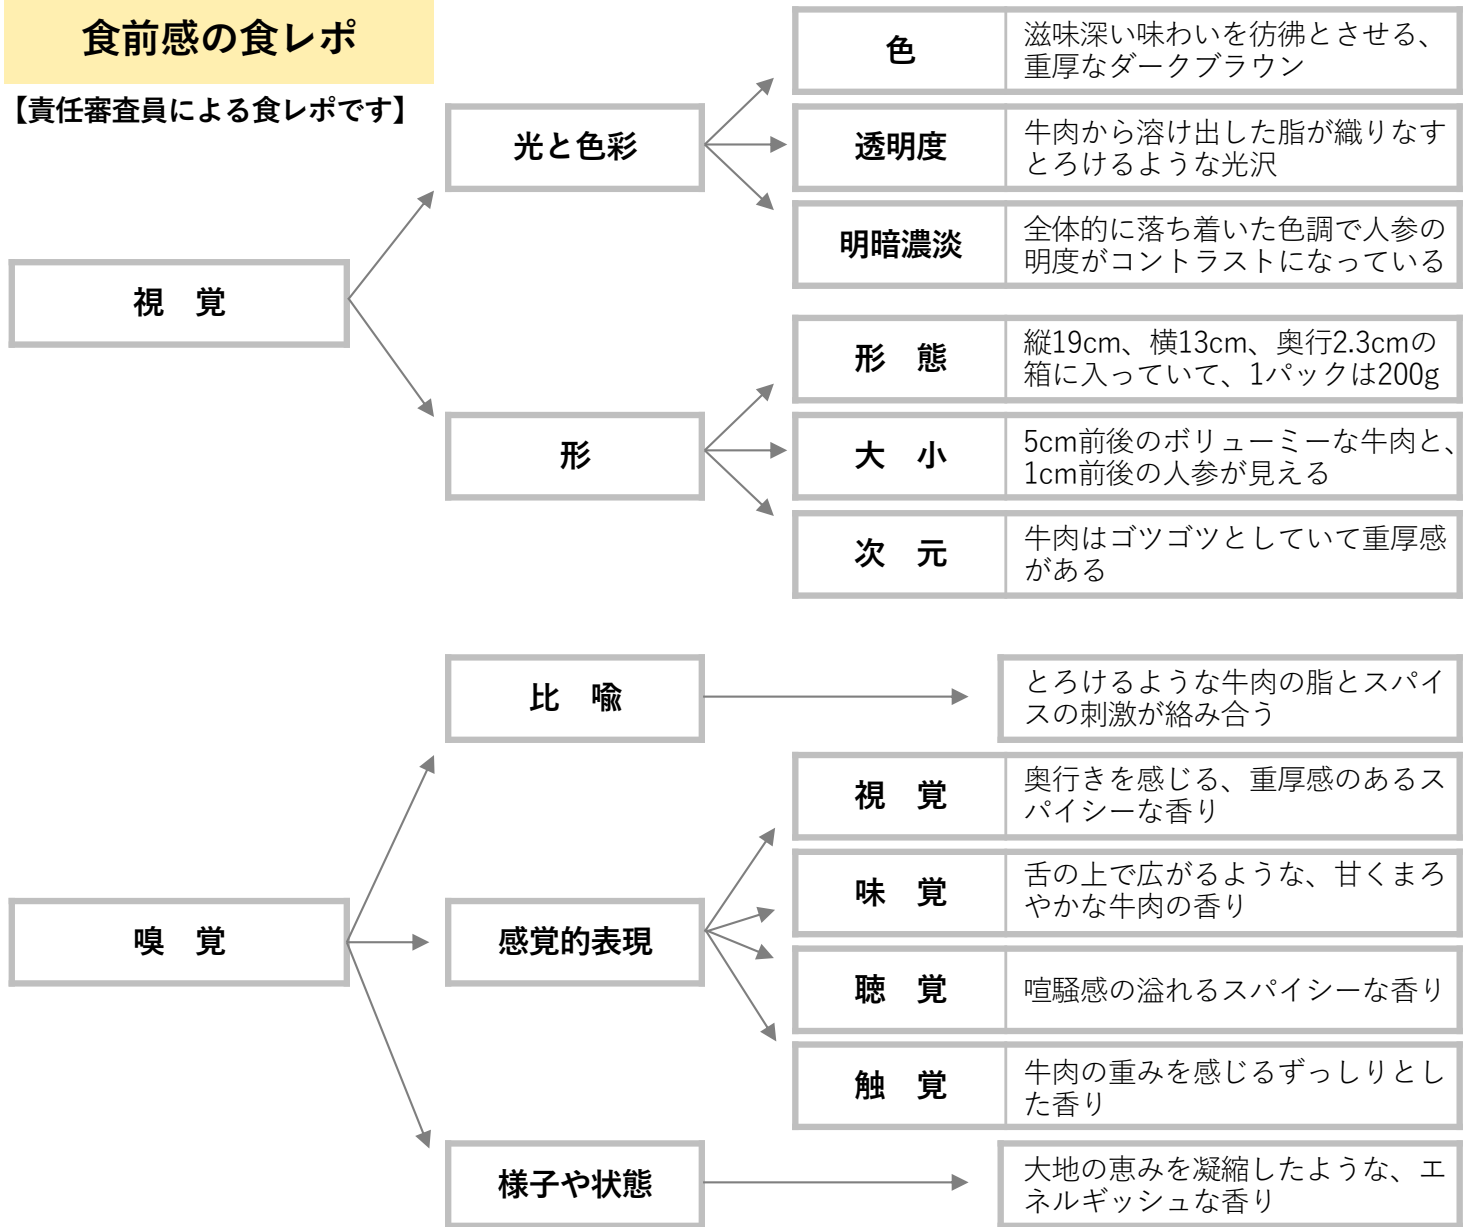 食前感の食レポ
【責任審査員による食レポです】
視　覚
光と色彩
色
滋味深い味わいを彷彿とさせる、
重厚なダークブラウン
透明度
牛肉から溶け出した脂が織りなす
とろけるような光沢
明暗濃淡
全体的に落ち着いた色調で人参の
明度がコントラストになっている
形
形　態
縦19cm、横13cm、奥行2.3cmの
箱に入っていて、1パックは200g
大　小
5cm前後のボリューミーな牛肉と、
1cm前後の人参が見える
次　元
牛肉はゴツゴツとしていて重厚感
がある
嗅　覚
比　喩
とろけるような牛肉の脂とスパイ
スの刺激が絡み合う
感覚的表現
視　覚
奥行きを感じる、重厚感のあるス
パイシーな香り
味　覚
舌の上で広がるような、甘くまろ
やかな牛肉の香り
聴　覚
喧騒感の溢れるスパイシーな香り
触　覚
牛肉の重みを感じるずっしりとし
た香り
様子や状態
大地の恵みを凝縮したような、エ
ネルギッシュな香り